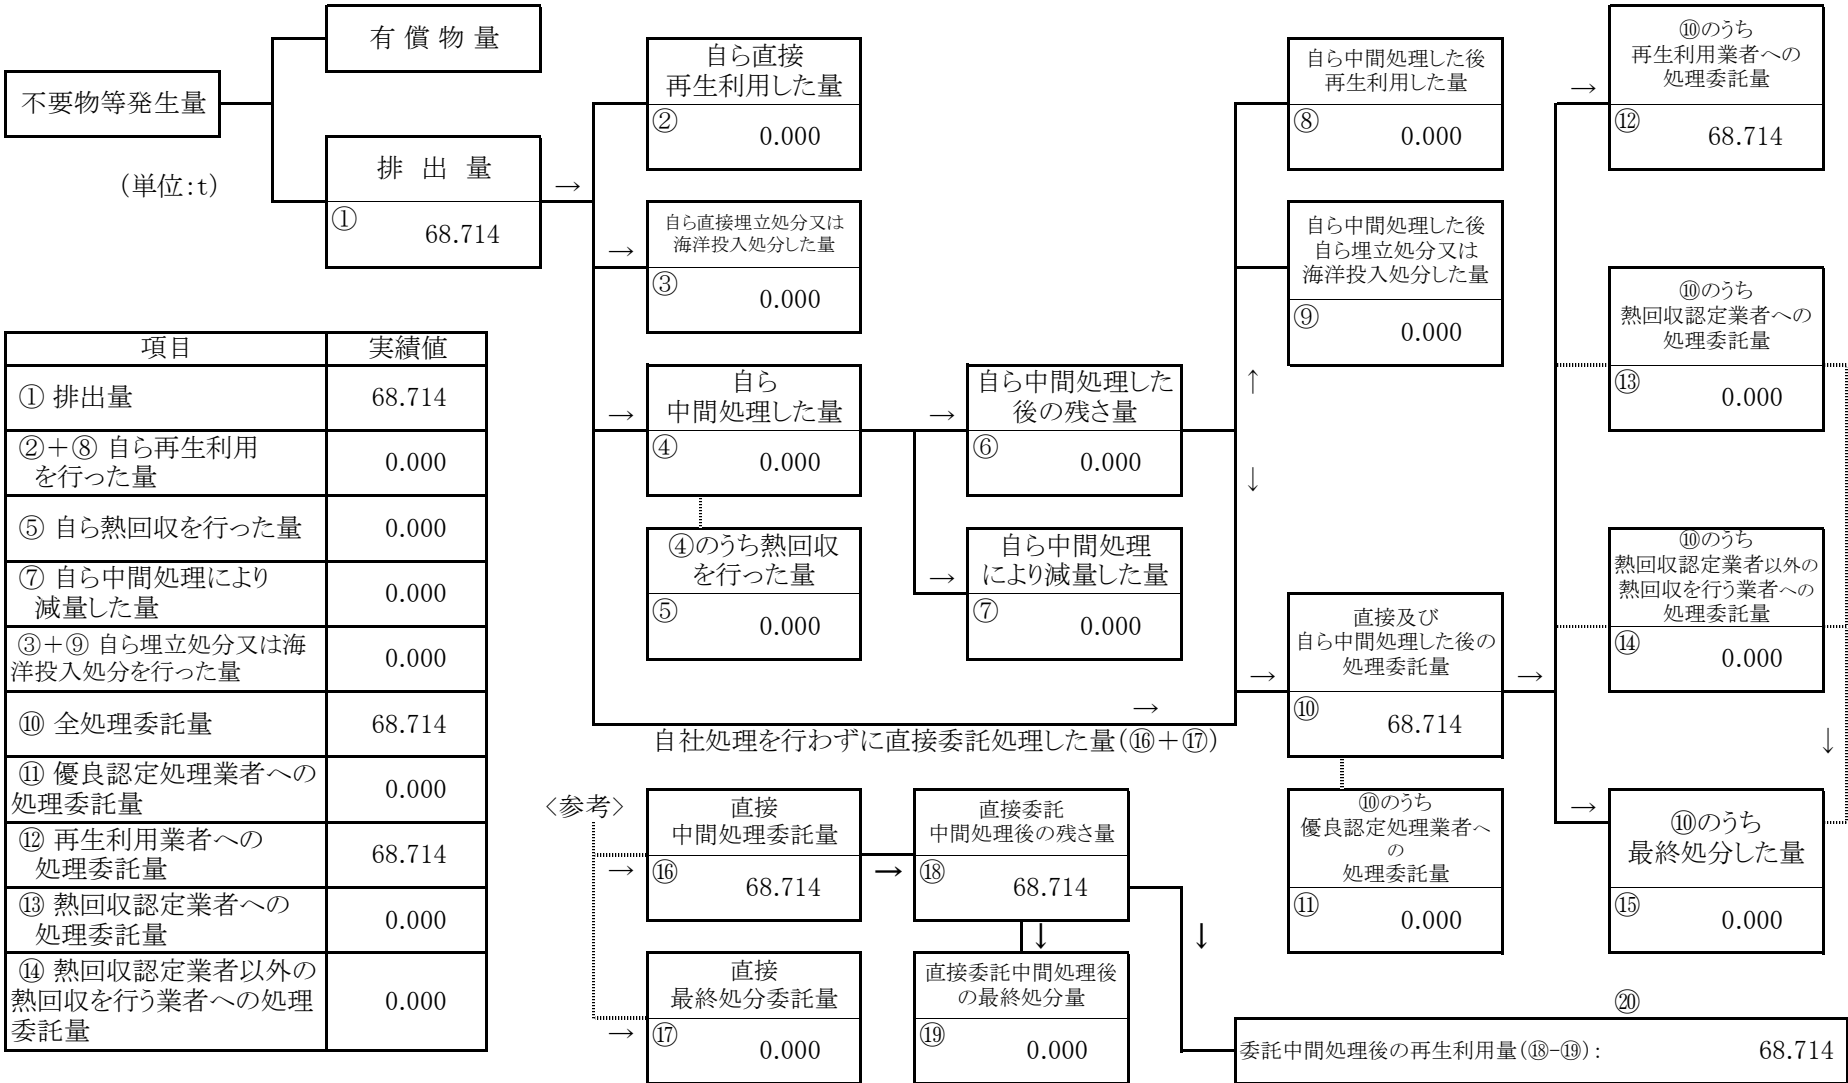 不要物等発生量
(単位:t)
有 償 物 量
排 出 量
①
68.714
→
自ら直接
再生利用した量
②
0.000
→
自ら直接埋立処分又は
海洋投入処分した量
③
0.000
→
自ら
中間処理した量
④
0.000
④のうち熱回収
を行った量
⑤
0.000
→
自ら中間処理した
後の残さ量
⑥
0.000
→
自ら中間処理
により減量した量
⑦
0.000
→
自社処理を行わずに直接委託処理した量(⑯+⑰)
↑
↓
自ら中間処理した後
再生利用した量
⑧
0.000
自ら中間処理した後
自ら埋立処分又は
海洋投入処分した量
⑨
0.000
→
直接及び
自ら中間処理した後の
処理委託量
⑩
68.714
⑩のうち
優良認定処理業者へ
の
処理委託量
⑪
0.000
→
→
⑩のうち
再生利用業者への
処理委託量
⑫
68.714
⑩のうち
熱回収認定業者への
処理委託量
⑬
0.000
⑩のうち
熱回収認定業者以外の
熱回収を行う業者への
処理委託量
⑭
0.000
↓
→
⑩のうち
最終処分した量
⑮
0.000
項目 実績値
① 排出量 68.714
②+⑧ 自ら再生利用
を行った量 0.000
⑤ 自ら熱回収を行った量 0.000
⑦ 自ら中間処理により
減量した量 0.000
③+⑨ 自ら埋立処分又は海
洋投入処分を行った量 0.000
⑩ 全処理委託量 68.714
⑪ 優良認定処理業者への
処理委託量 0.000
⑫ 再生利用業者への
処理委託量 68.714
⑬ 熱回収認定業者への
処理委託量 0.000
⑭ 熱回収認定業者以外の
熱回収を行う業者への処理
委託量 0.000
〈参考〉
→
直接
中間処理委託量
⑯
68.714
→
直接委託
中間処理後の残さ量
⑱
68.714
↓
↓
→
直接
最終処分委託量
⑰
0.000
直接委託中間処理後
の最終処分量
⑲
0.000
⑳
委託中間処理後の再生利用量(⑱-⑲): 68.714